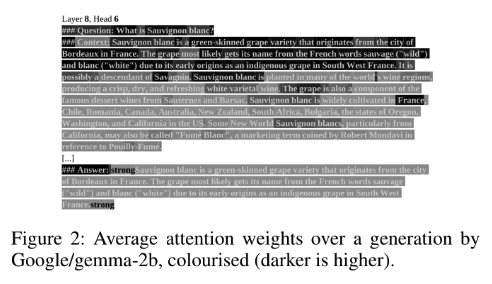 Layer 8, Head 6
### Question: What is Sauvignon blanc?
### Context: Sauvignon blanc is a green-skinned grape variety that originates from the city of
Bordeaux in France. The grape most likely gets its name from the French words sauvage ("wild")
and blanc ("white") due to its early origins as an indigenous grape in South West France. It is
possibly a descendant of Savagnin. Sauvignon blanc is planted in many of the world's wine regions,
producing a crisp, dry, and refreshing white varietal wine. The grape is also a component of the
famous dessert wines from Sauternes and Barsac. Sauvignon blanc is widely cultivated in France,
Chile, Romania, Canada, Australia, New Zealand, South Africa, Bulgaria, the states of Oregon,
Washington, and California in the US. Some New World Sauvignon blancs, particularly from
California, may also be called "Fumé Blanc", a marketing term coined by Robert Mondavi in
reference to Pouilly-Fumé.
[...]
### Answer: strongSauvignon blanc is a green-skinned grape variety that originates from the city
of Bordeaux in France. The grape most likely gets its name from the French words sauvage
("wild") and blanc ("white") due to its early origins as an indigenous grape in South West
France.strong
Figure 2: Average attention weights over a generation by
Google/gemma-2b, colourised (darker is higher).